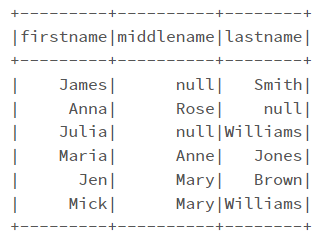 +---------+----------+--------+
|firstname|middlename|lastname|
+---------+----------+--------+
|    James|      null|   Smith|
|     Anna|      Rose|    null|
|    Julia|      null|Williams|
|    Maria|      Anne|   Jones|
|      Jen|      Mary|   Brown|
|     Mick|      Mary|Williams|
+---------+----------+--------+